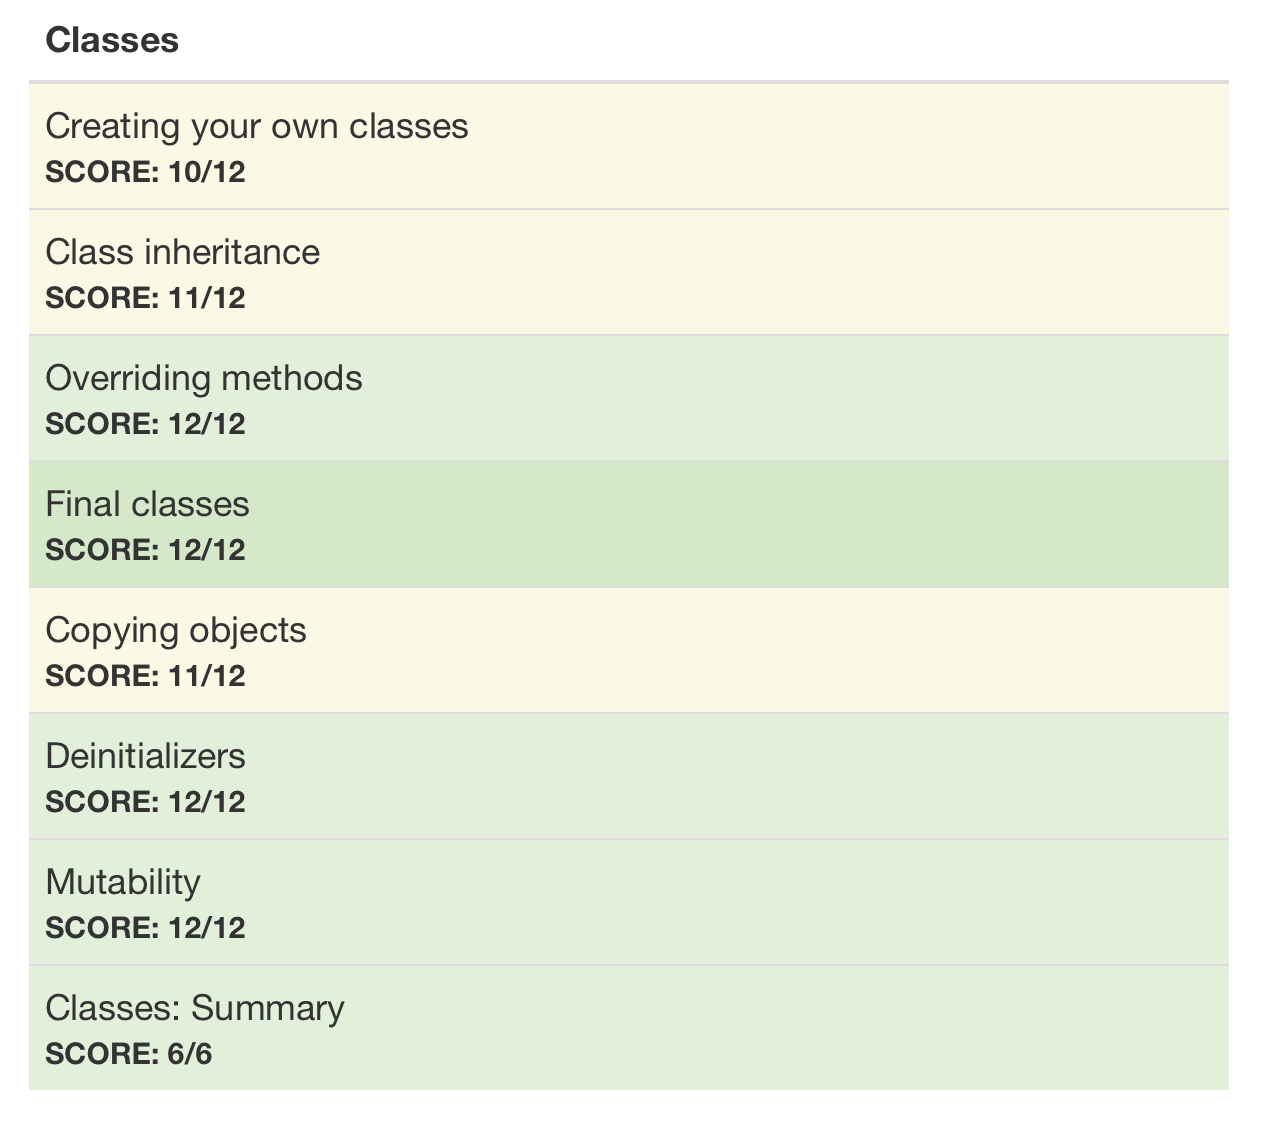 Classes
Creating your own classes
SCORE: 10/12
Class inheritance
SCORE: 11/12
Overriding methods
SCORE: 12/12
Final classes
SCORE: 12/12
Copying objects
SCORE: 11/12
Deinitializers
SCORE: 12/12
Mutability
SCORE: 12/12
Classes: Summary
SCORE: 6/6